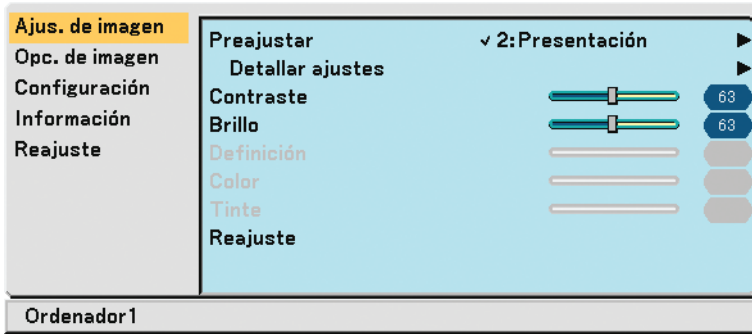 Ajus. de imagen
Opc. de imagen
Configuración
Información
Reajuste
Preajustar ✓ 2:Presentación
Detallar ajustes
Contraste 63
Brillo 63
Definición
Color
Tinte
Reajuste
Ordenador1